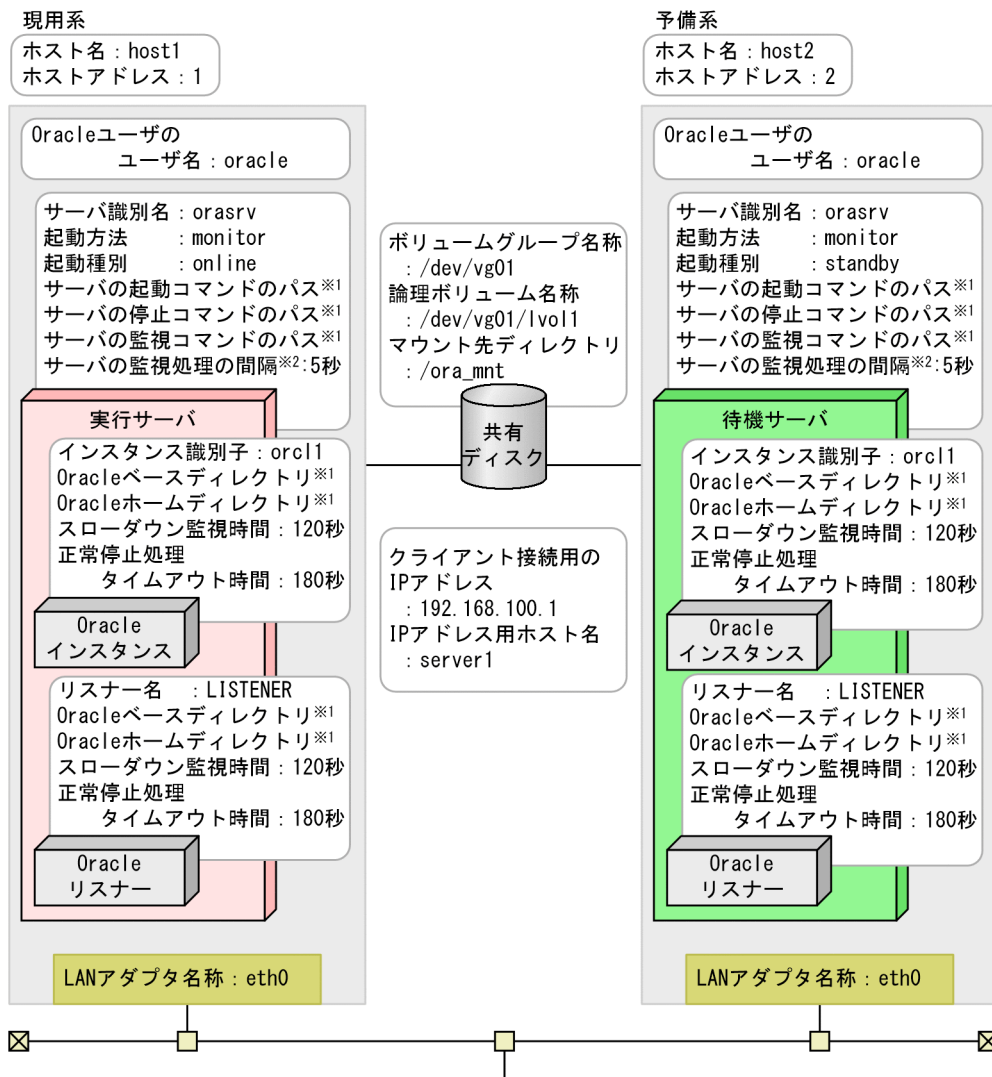 現用系
ホスト名：host1
ホストアドレス：1
Oracleユーザの
ユーザ名：oracle
サーバ識別名：orasrv
起動方法　　：monitor
起動種別　　：online
サーバの起動コマンドのパス※1
サーバの停止コマンドのパス※1
サーバの監視コマンドのパス※1
サーバの監視処理の間隔※2:5秒
実行サーバ
インスタンス識別子：orcl1
Oracleベースディレクトリ※1
Oracleホームディレクトリ※1
スローダウン監視時間：120秒
正常停止処理
タイムアウト時間：180秒
Oracle
インスタンス
リスナー名　：LISTENER
Oracleベースディレクトリ※1
Oracleホームディレクトリ※1
スローダウン監視時間：120秒
正常停止処理
タイムアウト時間：180秒
Oracle
リスナー
LANアダプタ名称：eth0
ボリュームグループ名称
：/dev/vg01
論理ボリューム名称
：/dev/vg01/lvol1
マウント先ディレクトリ
：/ora_mnt
共有
ディスク
クライアント接続用の
IPアドレス
：192.168.100.1
IPアドレス用ホスト名
：server1
予備系
ホスト名：host2
ホストアドレス：2
Oracleユーザの
ユーザ名：oracle
サーバ識別名：orasrv
起動方法　　：monitor
起動種別　　：standby
サーバの起動コマンドのパス※1
サーバの停止コマンドのパス※1
サーバの監視コマンドのパス※1
サーバの監視処理の間隔※2:5秒
待機サーバ
インスタンス識別子：orcl1
Oracleベースディレクトリ※1
Oracleホームディレクトリ※1
スローダウン監視時間：120秒
正常停止処理
タイムアウト時間：180秒
Oracle
インスタンス
リスナー名　：LISTENER
Oracleベースディレクトリ※1
Oracleホームディレクトリ※1
スローダウン監視時間：120秒
正常停止処理
タイムアウト時間：180秒
Oracle
リスナー
LANアダプタ名称：eth0